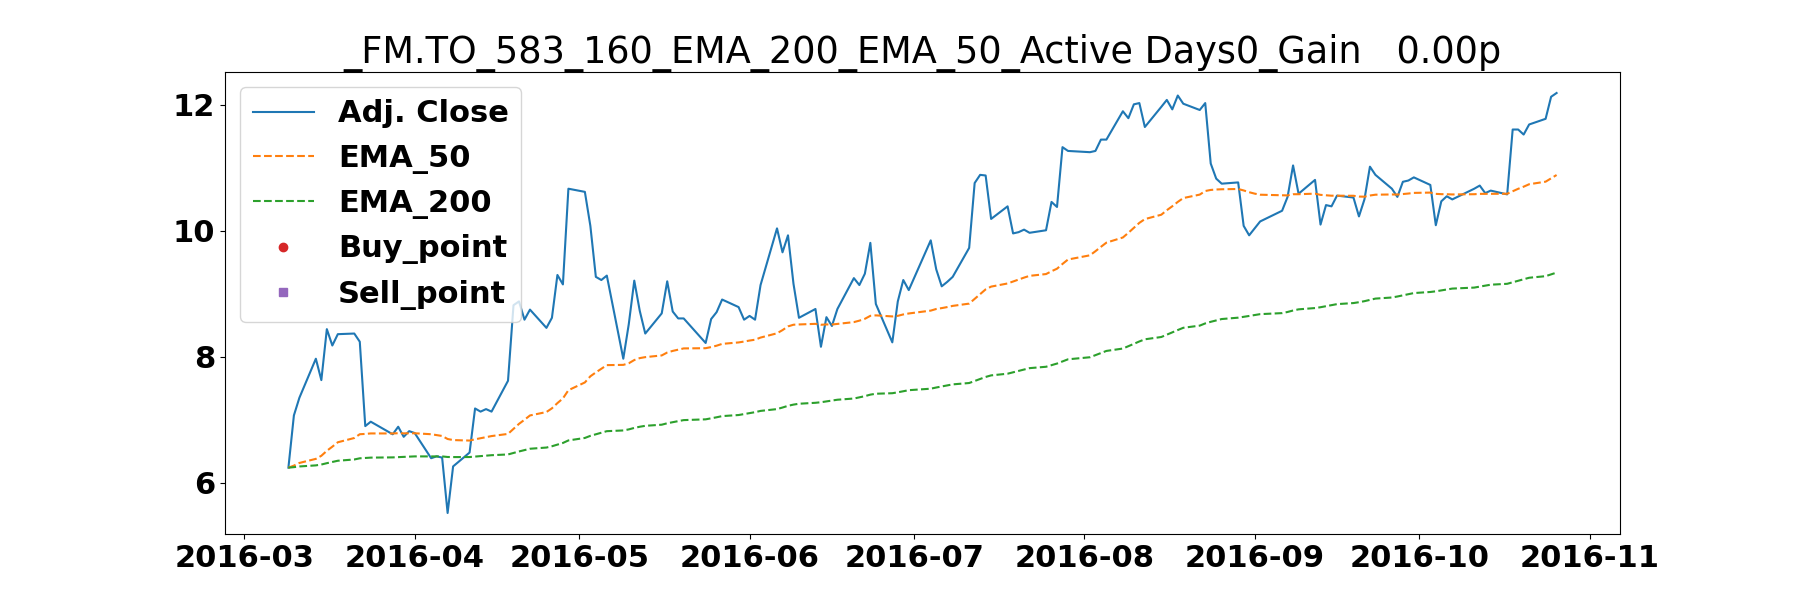 _FM.TO_583_160_EMA_200_EMA_50_Active Days0_Gain   0.00p
Adj. Close
EMA_50
EMA_200
Buy_point
Sell_point
12
10
8
6
2016-03 2016-04 2016-05 2016-06 2016-07 2016-08 2016-09 2016-10 2016-11